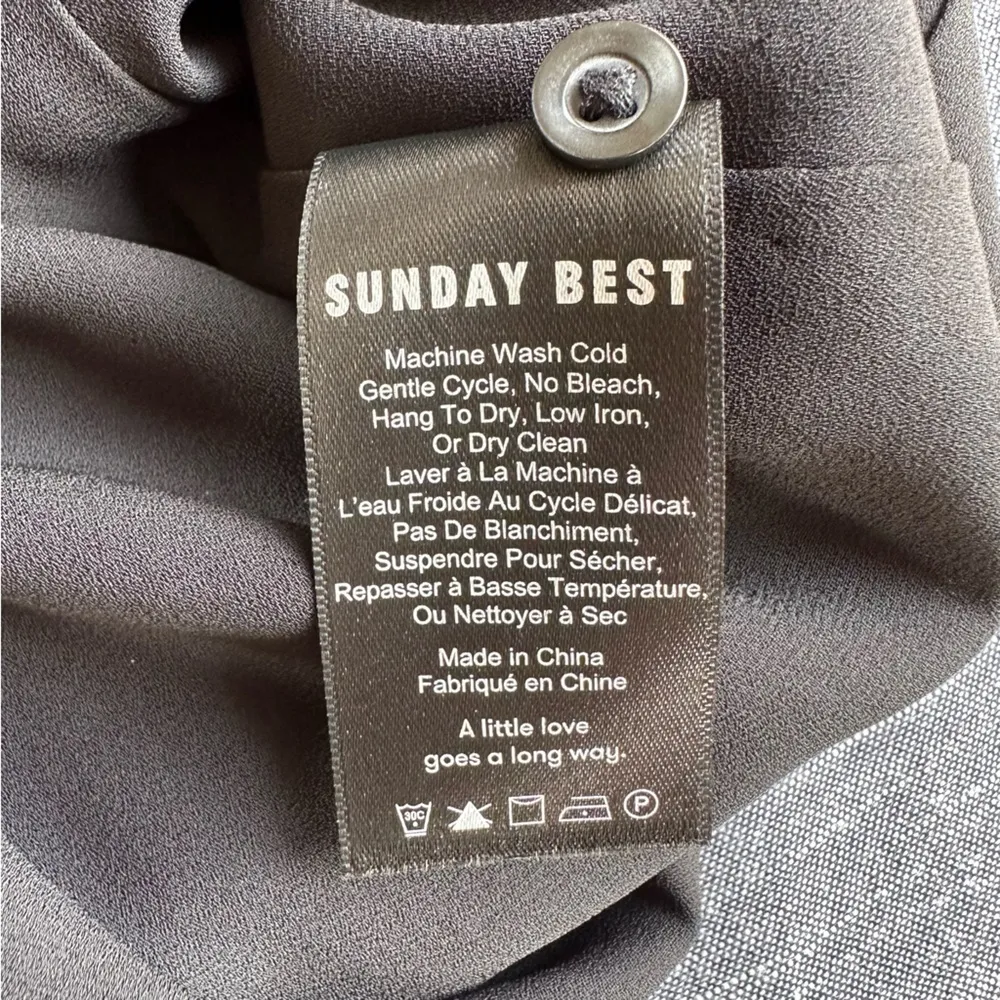 SUNDAY BEST
Machine Wash Cold
Gentle Cycle, No Bleach,
Hang To Dry, Low Iron,
Or Dry Clean
Laver à La Machine à
L'eau Froide Au Cycle Délicat,
Pas De Blanchiment,
Suspendre Pour Sécher,
Repasser à Basse Température,
Ou Nettoyer à Sec
Made in China
Fabriqué en Chine
A little love
goes a long way.
30C P